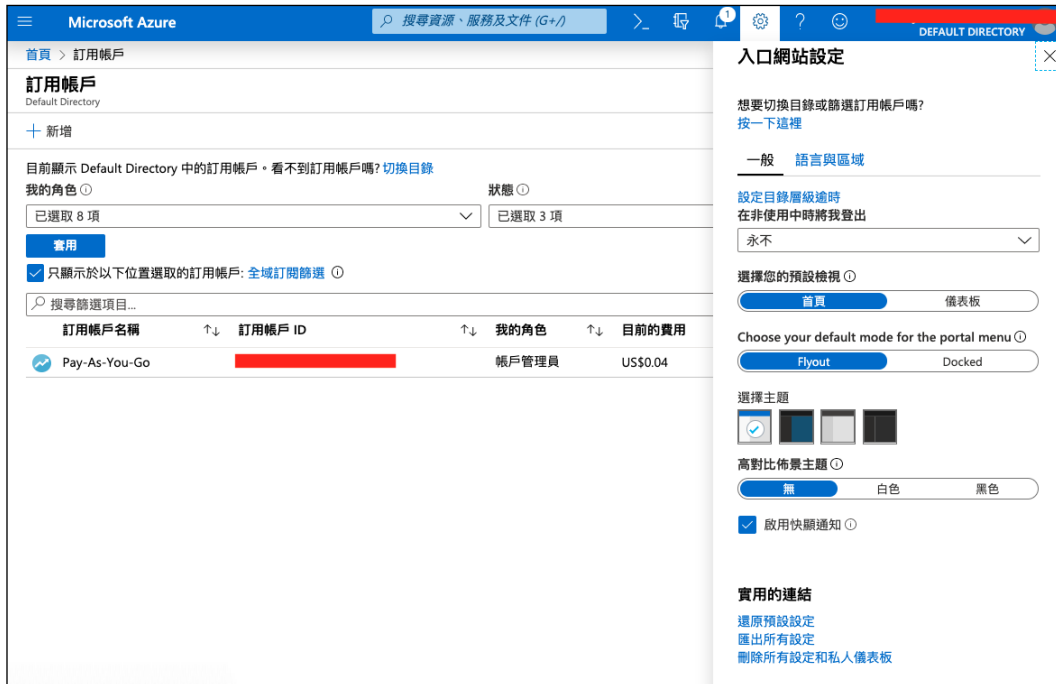 Microsoft Azure
搜尋資源、服務及文件 (G+/)
1
DEFAULT DIRECTORY
首頁 > 訂用帳戶
訂用帳戶
Default Directory
+ 新增
目前顯示 Default Directory 中的訂用帳戶。看不到訂用帳戶嗎? 切換目錄
我的角色
狀態
已選取 8 項
已選取 3 項
套用
只顯示於以下位置選取的訂用帳戶: 全域訂閱篩選
搜尋篩選項目...
訂用帳戶名稱 ↑↓ 訂用帳戶 ID ↑↓ 我的角色 ↑↓ 目前的費用
Pay-As-You-Go 帳戶管理員 US$0.04
入口網站設定
想要切換目錄或篩選訂用帳戶嗎?
按一下這裡
一般 語言與區域
設定目錄層級逾時
在非使用中時將我登出
永不
選擇您的預設檢視
首頁 儀表板
Choose your default mode for the portal menu
Flyout Docked
選擇主題
高對比佈景主題
無 白色 黑色
啟用快顯通知
實用的連結
還原預設設定
匯出所有設定
刪除所有設定和私人儀表板